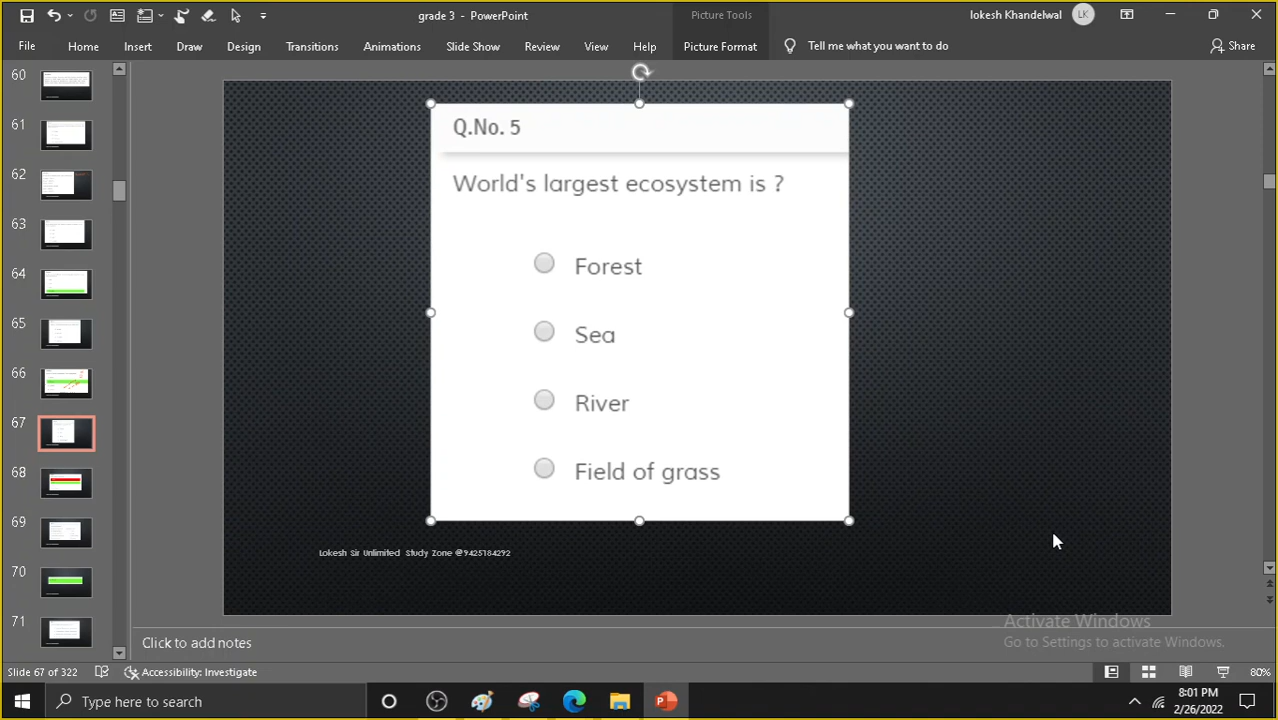 grade 3 - PowerPoint
Picture Tools
lokesh Khandelwal
LK
File Home Insert Draw Design Transitions Animations Slide Show Review View Help Picture Format Tell me what you want to do Share
60
61
62
63
64
65
66
67
68
69
70
71
Q.No. 5
World's largest ecosystem is ?
Forest
Sea
River
Field of grass
Lokesh Sir Unlimited Study Zone @9425184292
Activate Windows
Go to Settings to activate Windows.
Click to add notes
Slide 67 of 322
Accessibility: Investigate
80%
Type here to search
8:01 PM
2/26/2022